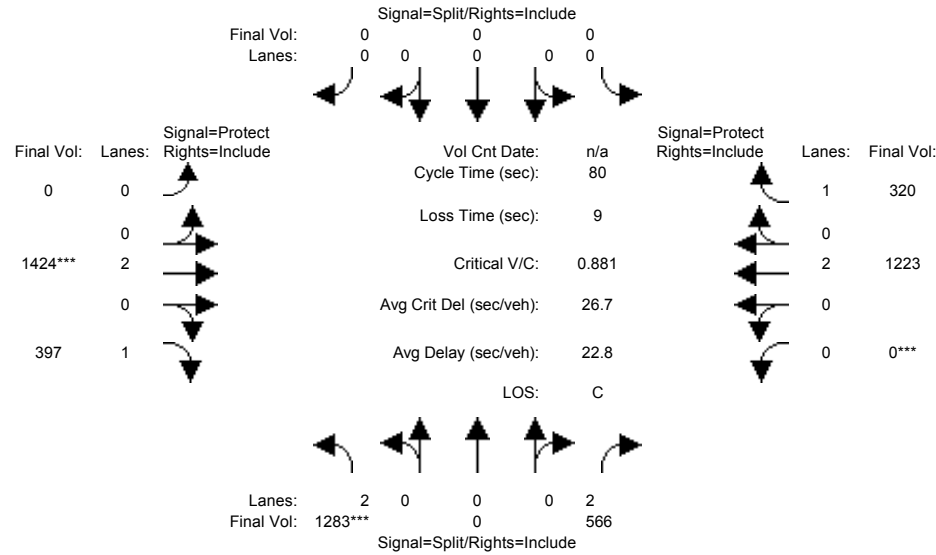 Signal=Split/Rights=Include
Final Vol: 0 0 0
Lanes: 0 0 0 0 0
Signal=Protect Signal=Protect
Final Vol: Lanes: Rights=Include Vol Cnt Date: n/a Rights=Include Lanes: Final Vol:
Cycle Time (sec): 80
0 0 1 320
Loss Time (sec): 9
0 0
1424*** 2 Critical V/C: 0.881 2 1223
0 Avg Crit Del (sec/veh): 26.7 0
397 1 Avg Delay (sec/veh): 22.8 0 0***
LOS: C
Lanes: 2 0 0 0 2
Final Vol: 1283*** 0 566
Signal=Split/Rights=Include